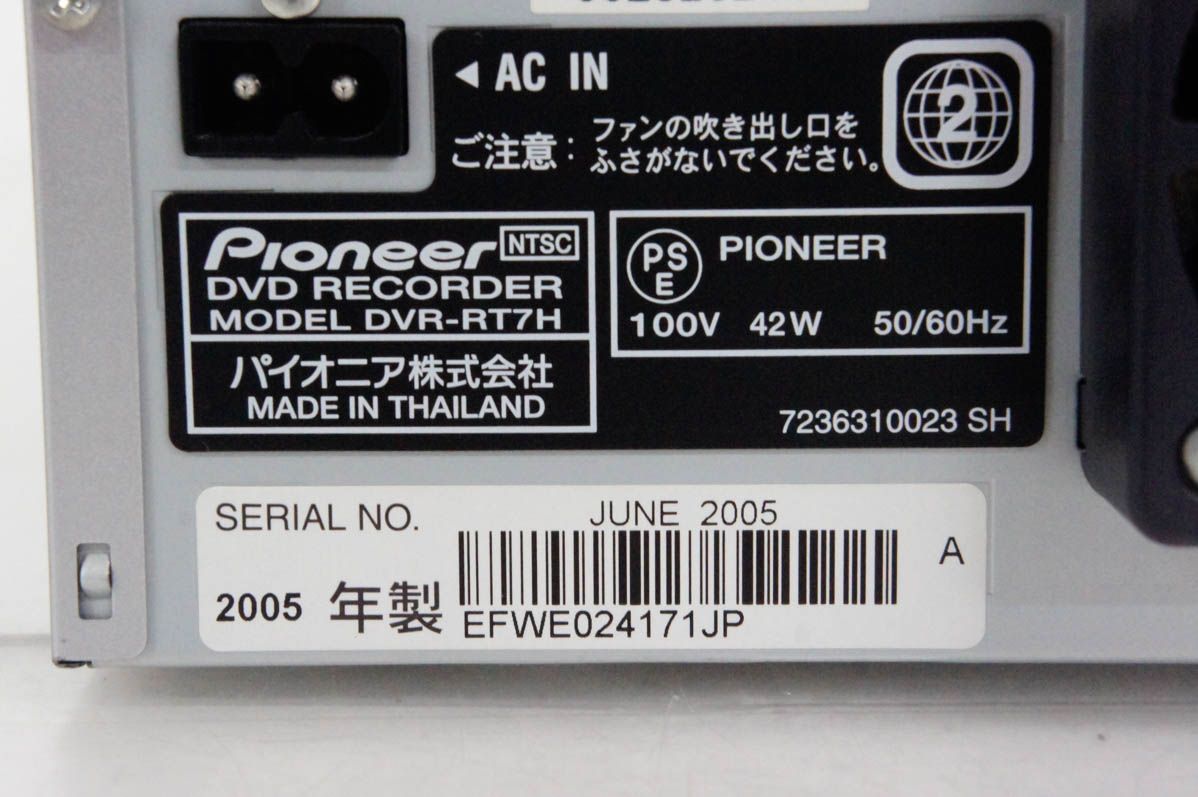 ◄ AC IN
ご注意: ファンの吹き出し口を
ふさがないでください。
2
Pioneer NTSC
DVD RECORDER
MODEL DVR-RT7H
パイオニア株式会社
MADE IN THAILAND
PSE PIONEER
100V 42W 50/60Hz
7236310023 SH
SERIAL NO.
JUNE 2005
A
2005 年製
EFWE024171JP